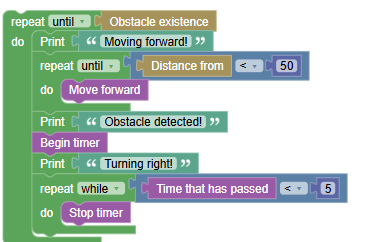 repeat until Obstacle existence
do Print “ Moving forward! ”
repeat until Distance from < 50
do Move forward
Print “ Obstacle detected! ”
Begin timer
Print “ Turning right! ”
repeat while Time that has passed < 5
do Stop timer